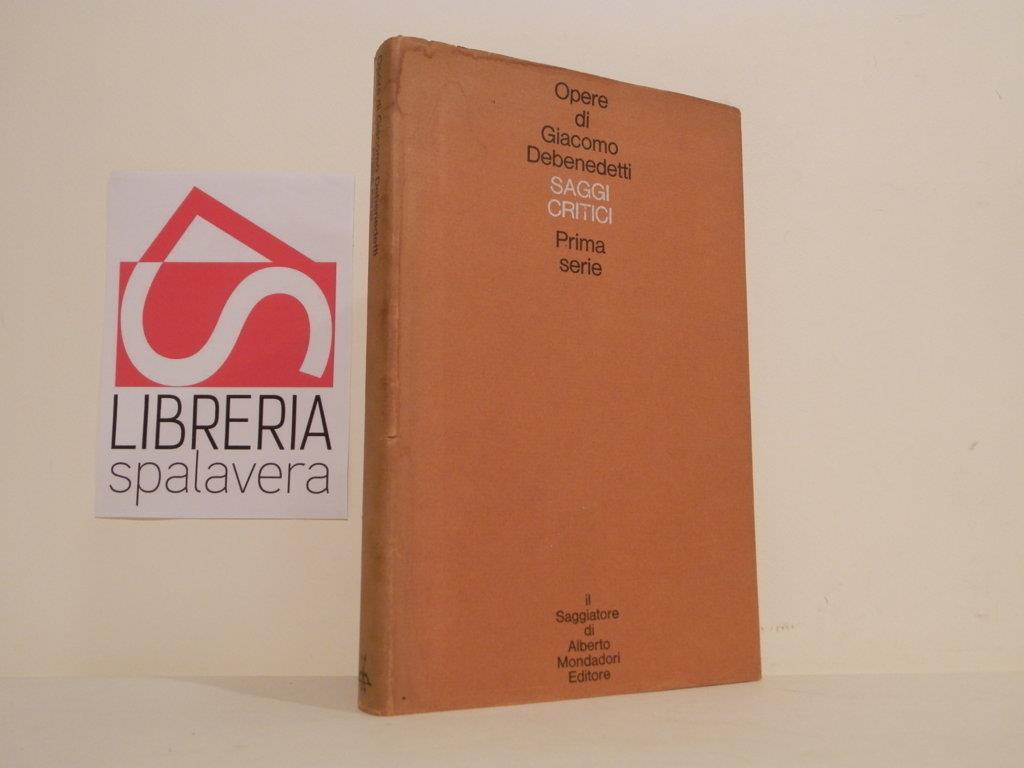 LIBRERIA
spalavera
Opere
di
Giacomo
Debenedetti
SAGGI
CRITICI
Prima
serie
il
Saggiatore
di
Alberto
Mondadori
Editore